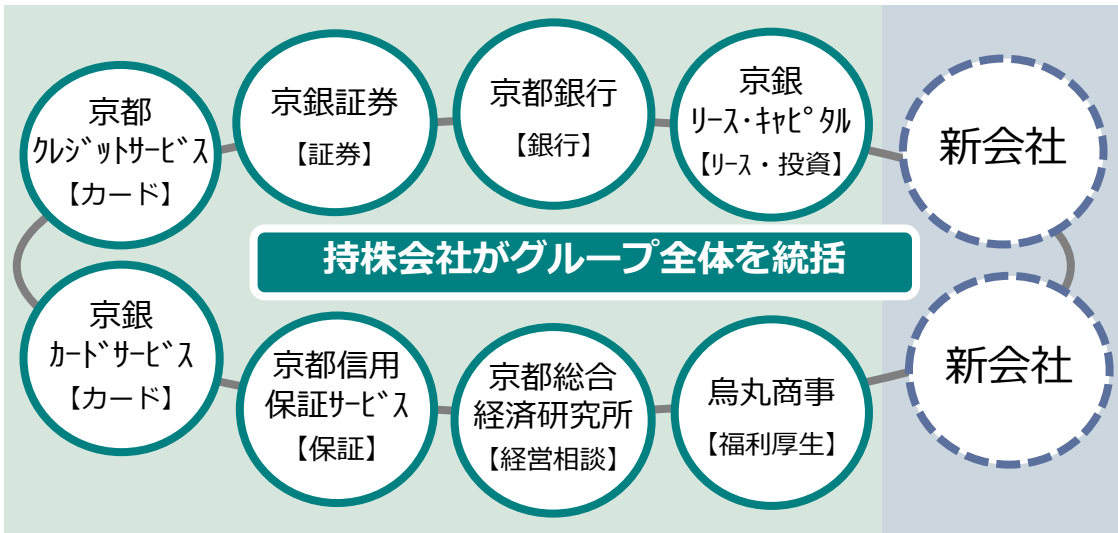 京都
ｸﾚｼﾞｯﾄｻｰﾋﾞｽ
【カード】
京銀証券
【証券】
京都銀行
【銀行】
京銀
ﾘｰｽ・ｷｬﾋﾟﾀﾙ
【ﾘｰｽ・投資】
新会社
持株会社がグループ全体を統括
京銀
ｶｰﾄﾞｻｰﾋﾞｽ
【カード】
京都信用
保証ｻｰﾋﾞｽ
【保証】
京都総合
経済研究所
【経営相談】
烏丸商事
【福利厚生】
新会社